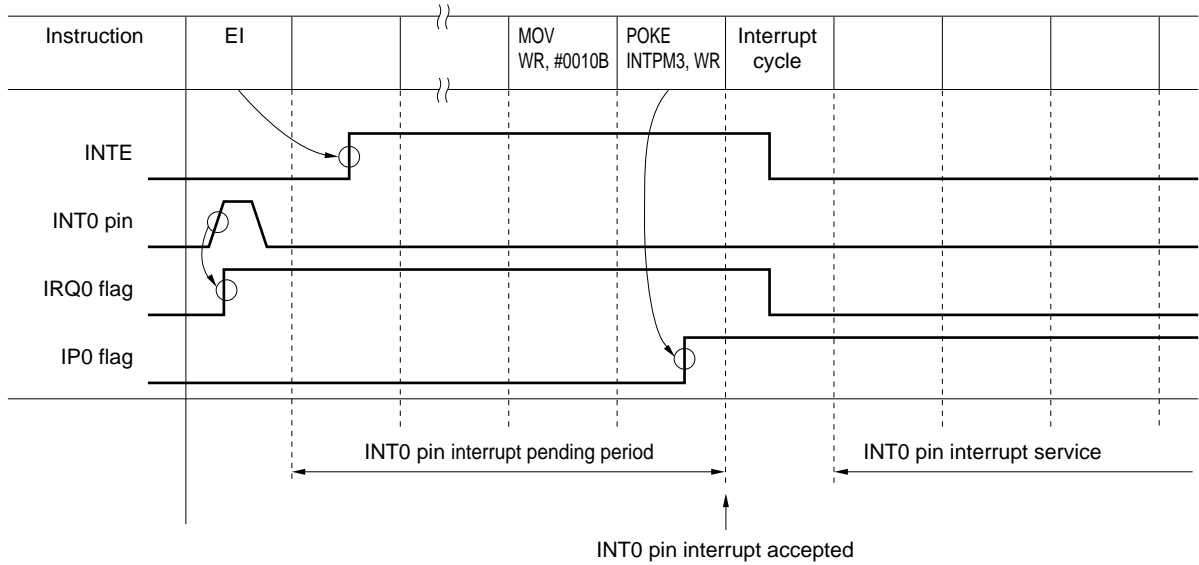 Instruction
EI
MOV
WR, #0010B
POKE
INTPM3, WR
Interrupt
cycle
INTE
INT0 pin
IRQ0 flag
IP0 flag
INT0 pin interrupt pending period
INT0 pin interrupt service
INT0 pin interrupt accepted